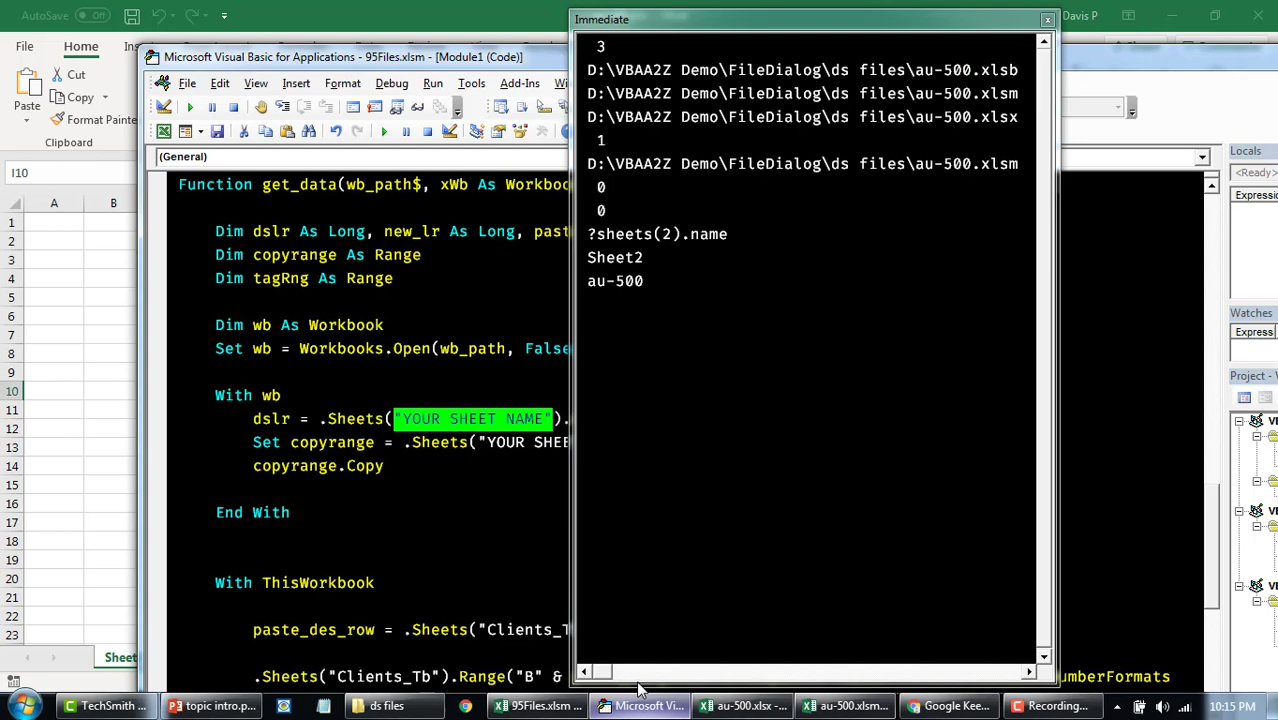 AutoSave
Davis P
File
Home
In
Cut
Copy
Format Painte
Paste
Clipboard
I10
A
B
1
2
3
4
5
6
7
8
9
10
11
12
13
14
15
16
17
18
19
20
21
22
23
Sheet
Microsoft Visual Basic for Applications - 95Files.xlsm - [Module1 (Code)]
File Edit View Insert Format Debug Run Tools Add-Ins Window
(General)
Function get_data(wb_path$, xWb As Workboo
Dim dslr As Long, new_lr As Long, past
Dim copyrange As Range
Dim tagRng As Range
Dim wb As Workbook
Set wb = Workbooks.Open(wb_path, False
With wb
dslr = .Sheets("YOUR SHEET NAME").
Set copyrange = .Sheets("YOUR SHEE
copyrange.Copy
End With
With ThisWorkbook
paste_des_row = .Sheets("Clients_T
.Sheets("Clients_Tb").Range("B" &
umberFormats
Immediate
3
D:\VBAA2Z Demo\FileDialog\ds files\au-500.xlsb
D:\VBAA2Z Demo\FileDialog\ds files\au-500.xlsm
D:\VBAA2Z Demo\FileDialog\ds files\au-500.xlsx
1
D:\VBAA2Z Demo\FileDialog\ds files\au-500.xlsm
0
0
?sheets(2).name
Sheet2
au-500
Locals
<Ready>
Expression
Watches
Express
Project -
VE
VE
VE
TechSmith ...
topic intro.p...
ds files
95Files.xlsm ...
Microsoft Vi...
au-500.xlsx -...
au-500.xlsm...
Google Kee...
Recording...
10:15 PM